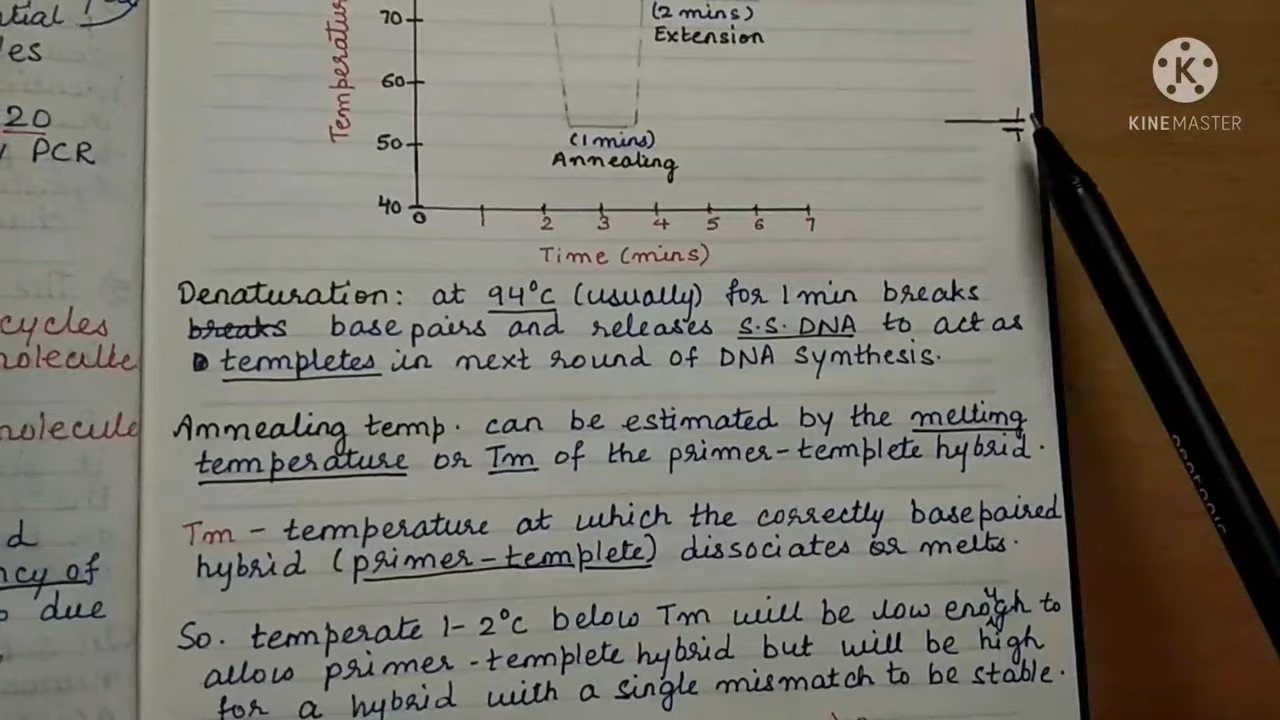 tial
les
20
PCR
cycles
molecule
molecule
d
ncy of
due
Temperatur
70
60
50
40
(2 mins)
Extension
(1 mins)
Annealing
0 1 2 3 4 5 6 7
Time (mins)
KINEMASTER
Denaturation: at 94°C (usually) for 1 min breaks
breaks base pairs and releases S.S. DNA to act as
templetes in next round of DNA synthesis.
Annealing temp. can be estimated by the melting
temperature or Tm of the primer-templete hybrid.
Tm - temperature at which the correctly basepaired
hybrid (primer-templete) dissociates or melts.
So. temperate 1-2°C below Tm will be low enough to
allow primer-templete hybrid but will be high
for a hybrid with a single mismatch to be stable.